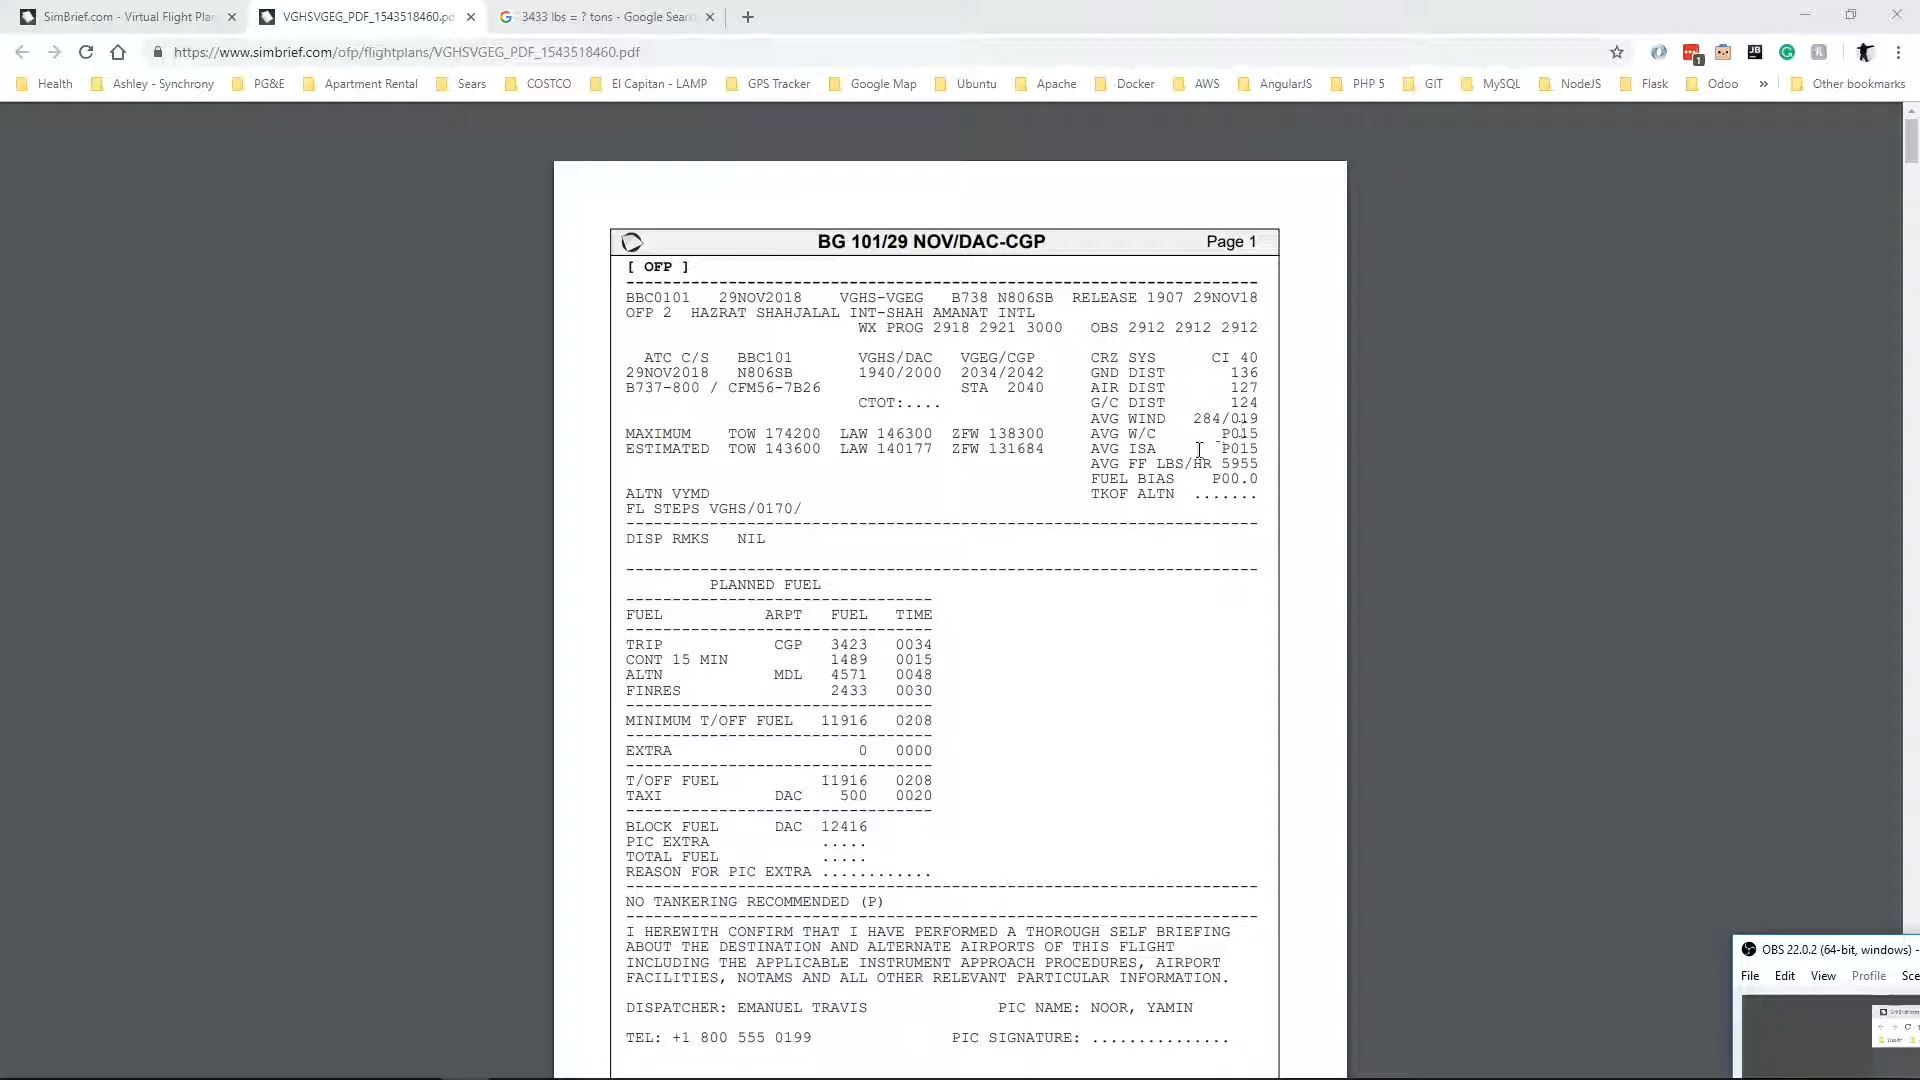 SimBrief.com - Virtual Flight Pla
VGHSVGEG_PDF_1543518460.pd
3433 lbs = ? tons - Google Sear
https://www.simbrief.com/ofp/flightplans/VGHSVGEG_PDF_1543518460.pdf
Health Ashley - Synchrony PG&E Apartment Rental Sears COSTCO El Capitan - LAMP GPS Tracker Google Map Ubuntu Apache Docker AWS AngularJS PHP 5 GIT MySQL NodeJS Flask Odoo » Other bookmarks
BG 101/29 NOV/DAC-CGP Page 1
[ OFP ]
--------------------------------------------------------------------
BBC0101 29NOV2018 VGHS-VGEG B738 N806SB RELEASE 1907 29NOV18
OFP 2 HAZRAT SHAHJALAL INT-SHAH AMANAT INTL
WX PROG 2918 2921 3000 OBS 2912 2912 2912
ATC C/S BBC101 VGHS/DAC VGEG/CGP CRZ SYS CI 40
29NOV2018 N806SB 1940/2000 2034/2042 GND DIST 136
B737-800 / CFM56-7B26 STA 2040 AIR DIST 127
CTOT:.... G/C DIST 124
AVG WIND 284/019
MAXIMUM TOW 174200 LAW 146300 ZFW 138300 AVG W/C P015
ESTIMATED TOW 143600 LAW 140177 ZFW 131684 AVG ISA P015
AVG FF LBS/HR 5955
FUEL BIAS P00.0
ALTN VYMD TKOF ALTN .......
FL STEPS VGHS/0170/
--------------------------------------------------------------------
DISP RMKS NIL
--------------------------------------------------------------------
PLANNED FUEL
---------------------------------
FUEL ARPT FUEL TIME
---------------------------------
TRIP CGP 3423 0034
CONT 15 MIN 1489 0015
ALTN MDL 4571 0048
FINRES 2433 0030
---------------------------------
MINIMUM T/OFF FUEL 11916 0208
---------------------------------
EXTRA 0 0000
---------------------------------
T/OFF FUEL 11916 0208
TAXI DAC 500 0020
---------------------------------
BLOCK FUEL DAC 12416
PIC EXTRA .....
TOTAL FUEL .....
REASON FOR PIC EXTRA ............
--------------------------------------------------------------------
NO TANKERING RECOMMENDED (P)
--------------------------------------------------------------------
I HEREWITH CONFIRM THAT I HAVE PERFORMED A THOROUGH SELF BRIEFING
ABOUT THE DESTINATION AND ALTERNATE AIRPORTS OF THIS FLIGHT
INCLUDING THE APPLICABLE INSTRUMENT APPROACH PROCEDURES, AIRPORT
FACILITIES, NOTAMS AND ALL OTHER RELEVANT PARTICULAR INFORMATION.
DISPATCHER: EMANUEL TRAVIS PIC NAME: NOOR, YAMIN
TEL: +1 800 555 0199 PIC SIGNATURE: ...............
OBS 22.0.2 (64-bit, windows) -
File Edit View Profile Sce